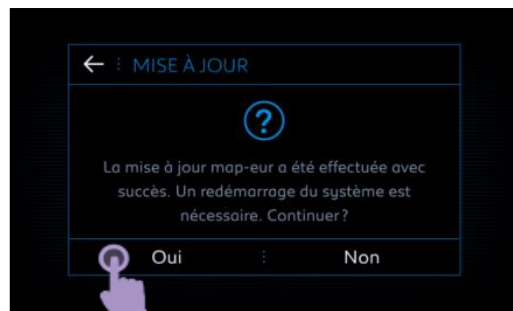 MISE À JOUR
La mise à jour map-eur a été effectuée avec
succès. Un redémarrage du système est
nécessaire. Continuer?
Oui Non